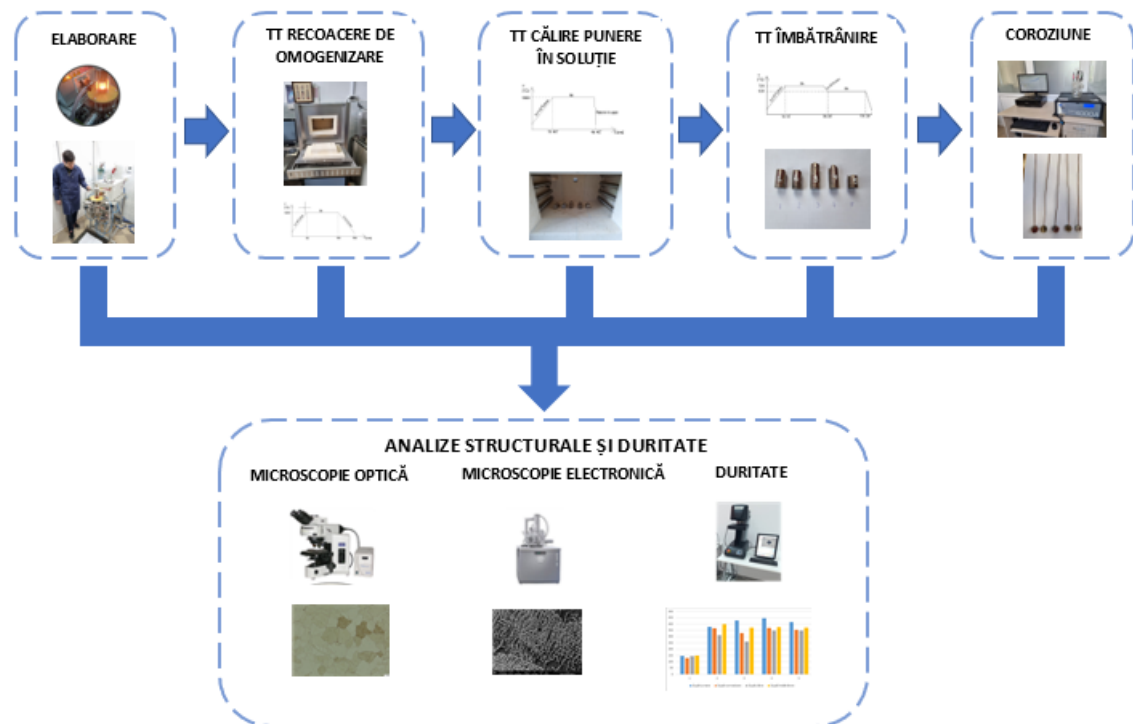 ELABORARE
TT RECOACERE DE
OMOGENIZARE
TT CĂLIRE PUNERE
ÎN SOLUȚIE
TT ÎMBĂTRÂNIRE
COROZIUNE
ANALIZE STRUCTURALE ȘI DURITATE
MICROSCOPIE OPTICĂ
MICROSCOPIE ELECTRONICĂ
DURITATE